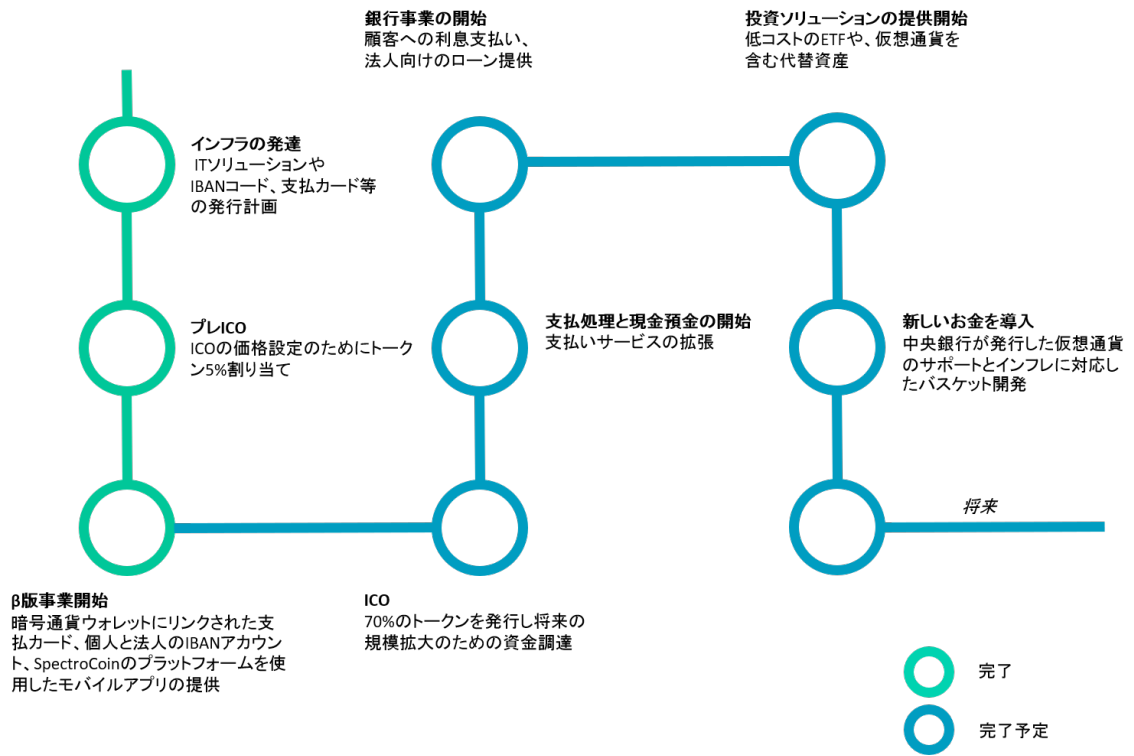 インフラの発達
ITソリューションや
IBANコード、支払カード等
の発行計画
プレICO
ICOの価格設定のためにトーク
ン5%割り当て
β版事業開始
暗号通貨ウォレットにリンクされた支
払カード、個人と法人のIBANアカウン
ト、SpectroCoinのプラットフォームを使
用したモバイルアプリの提供
ICO
70%のトークンを発行し将来の
規模拡大のための資金調達
支払処理と現金預金の開始
支払いサービスの拡張
銀行事業の開始
顧客への利息支払い、
法人向けのローン提供
投資ソリューションの提供開始
低コストのETFや、仮想通貨を
含む代替資産
新しいお金を導入
中央銀行が発行した仮想通貨
のサポートとインフレに対応し
たバスケット開発
将来
完了
完了予定